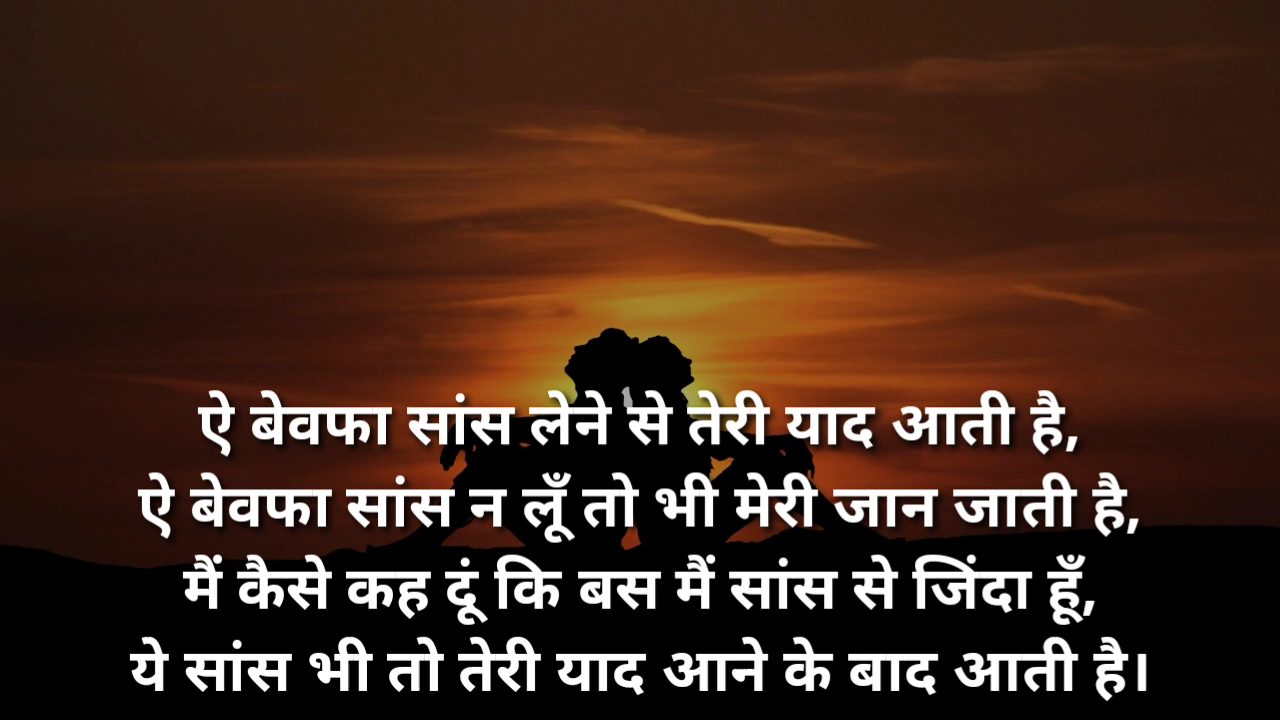 ऐ बेवफा सांस लेने से तेरी याद आती है,
ऐ बेवफा सांस न लूँ तो भी मेरी जान जाती है,
मैं कैसे कह दूं कि बस मैं सांस से जिंदा हूँ,
ये सांस भी तो तेरी याद आने के बाद आती है।